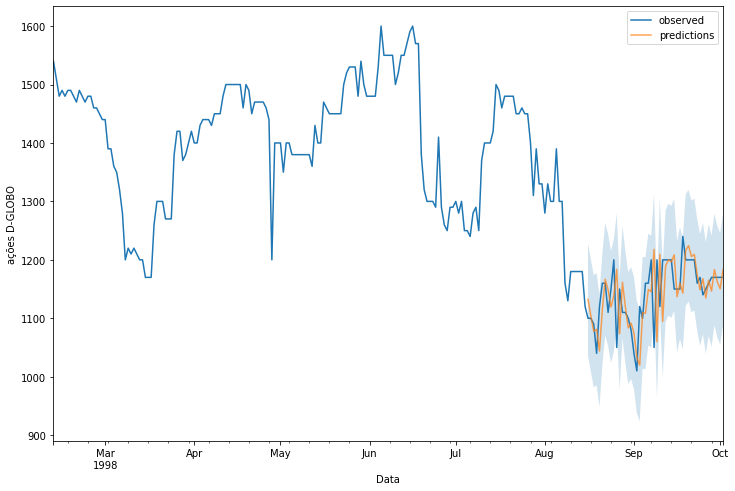 observed
predictions
1600
1500
1400
1300
1200
1100
1000
900
ações D-GLOBO
Mar
1998
Apr
May
Jun
Jul
Aug
Sep
Oct
Data